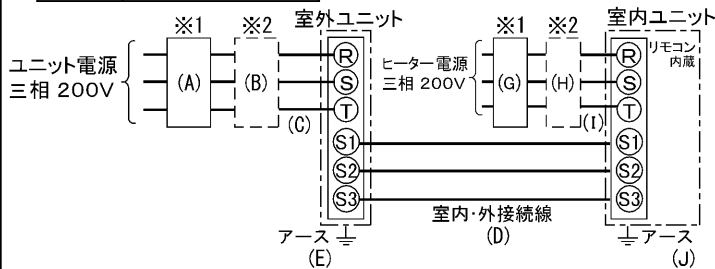 ※1 ※2 室外ユニット
ユニット電源
三相 200V
(A) (B) (C)
R
S
T
S1
S2
S3
アース
(E)
※1 ※2 室内ユニット
ヒーター電源
三相 200V
(G) (H) (I)
R
S
T
S1
S2
S3
リモコン
内蔵
室内・外接続線
(D)
アース
(J)